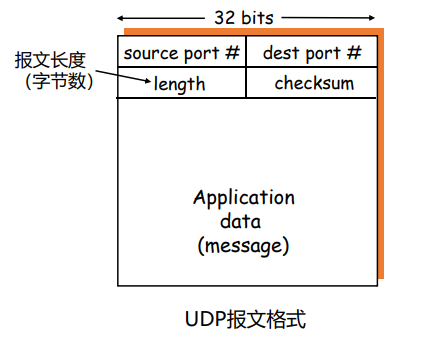 32 bits
source port #
dest port #
报文长度
（字节数）
length
checksum
Application
data
(message)
UDP报文格式